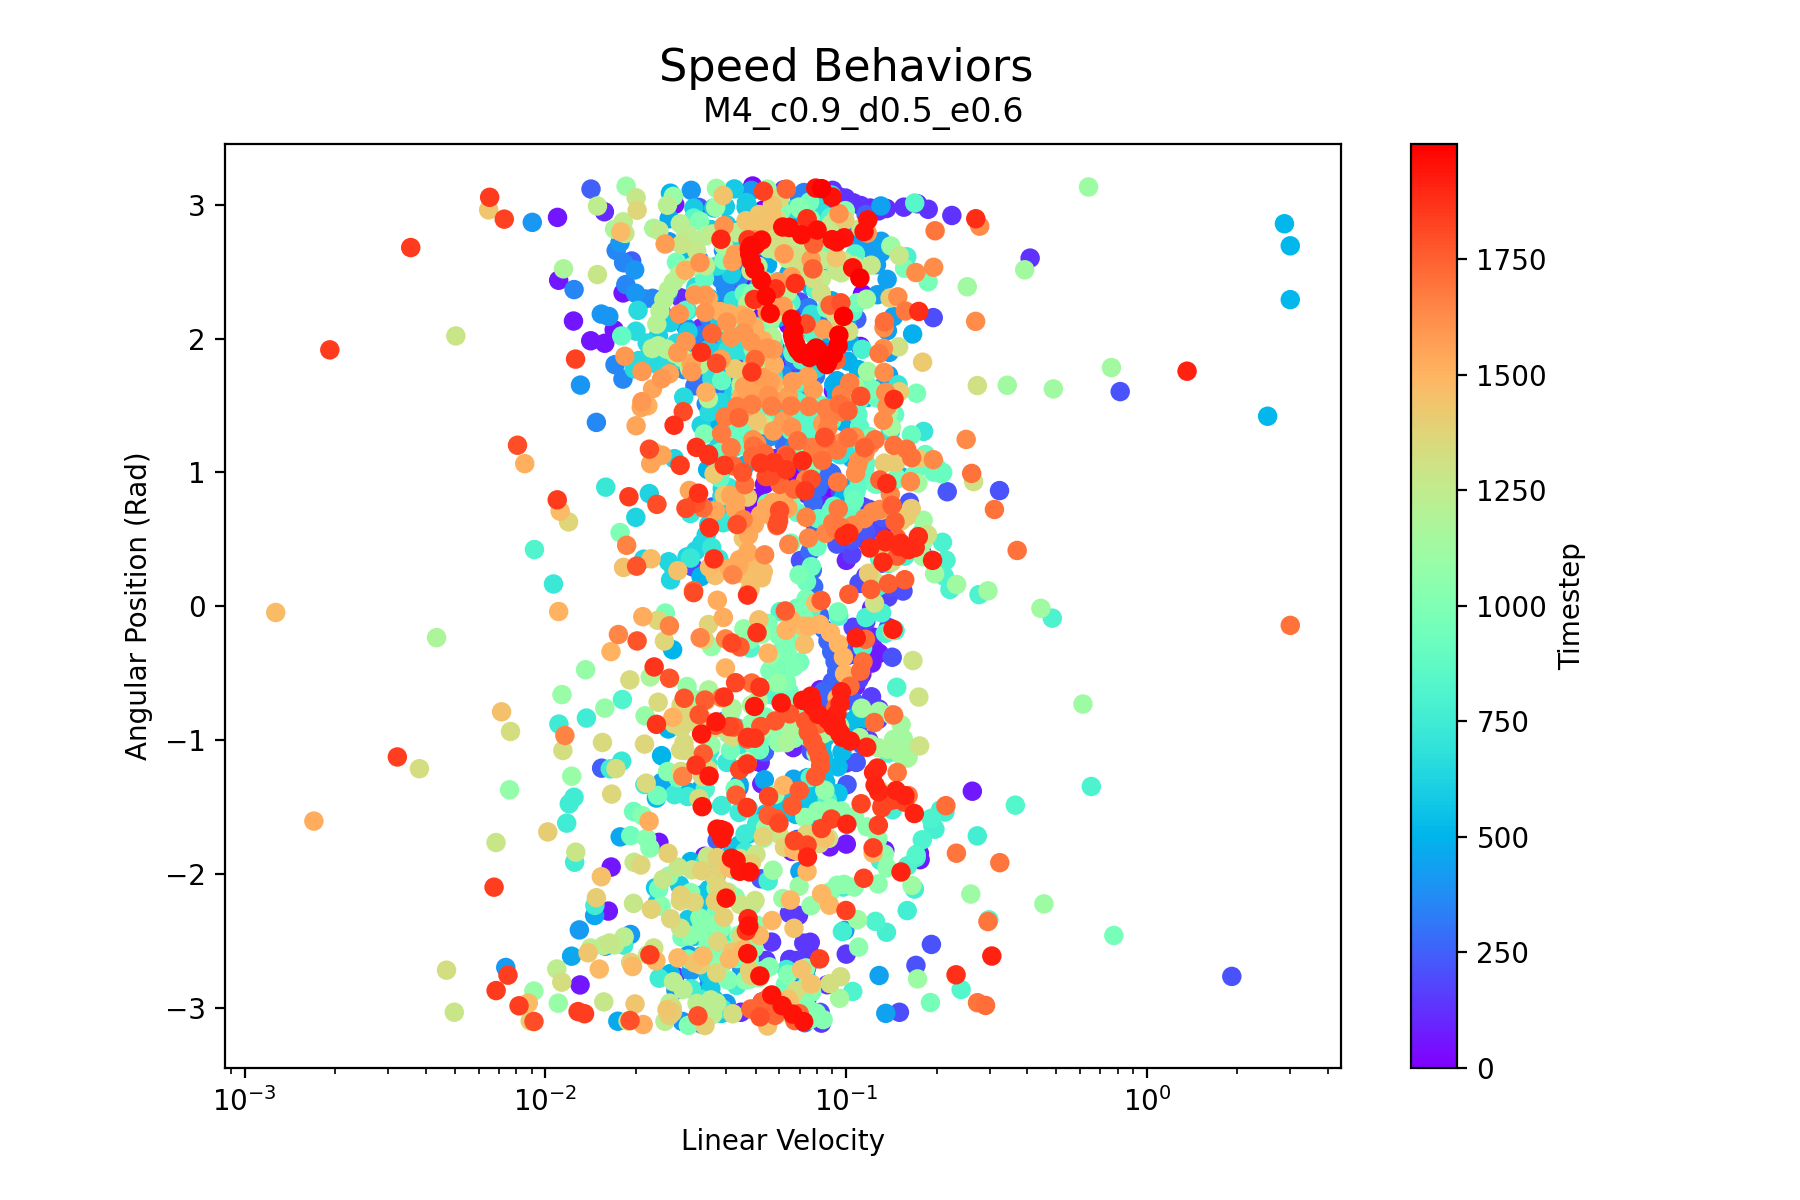 Speed Behaviors
M4_c0.9_d0.5_e0.6
Angular Position (Rad)
3
2
1
0
−1
−2
−3
10⁻³ 10⁻² 10⁻¹ 10⁰
Linear Velocity
1750
1500
1250
1000
750
500
250
0
Timestep